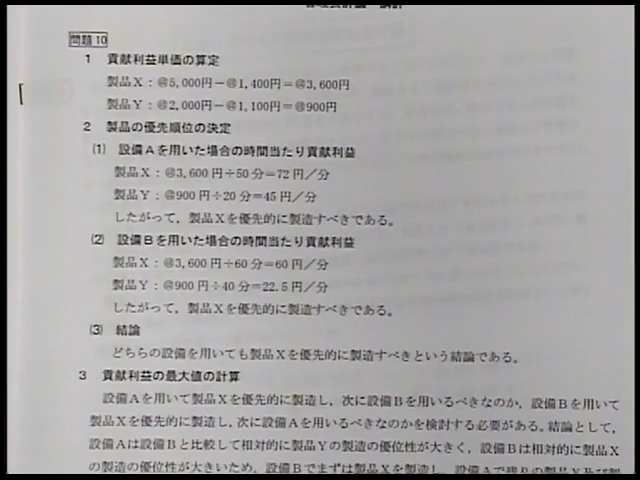 問題10
1 貢献利益単価の算定
製品X：@5,000円－@1,400円＝@3,600円
製品Y：@2,000円－@1,100円＝@900円
2 製品の優先順位の決定
(1) 設備Aを用いた場合の時間当たり貢献利益
製品X：@3,600円÷50分＝72円／分
製品Y：@900円÷20分＝45円／分
したがって，製品Xを優先的に製造すべきである。
(2) 設備Bを用いた場合の時間当たり貢献利益
製品X：@3,600円÷60分＝60円／分
製品Y：@900円÷40分＝22.5円／分
したがって，製品Xを優先的に製造すべきである。
(3) 結論
どちらの設備を用いても製品Xを優先的に製造すべきという結論である。
3 貢献利益の最大値の計算
設備Aを用いて製品Xを優先的に製造し，次に設備Bを用いるべきなのか，設備Bを用いて
製品Xを優先的に製造し，次に設備Aを用いるべきなのかを検討する必要がある。結論として，
設備Aは設備Bと比較して相対的に製品Yの製造の優位性が大きく，設備Bは相対的に製品X
の製造の優位性が大きいため，設備Bでまずは製品Xを製造し，設備Aで残りの製品X及び製